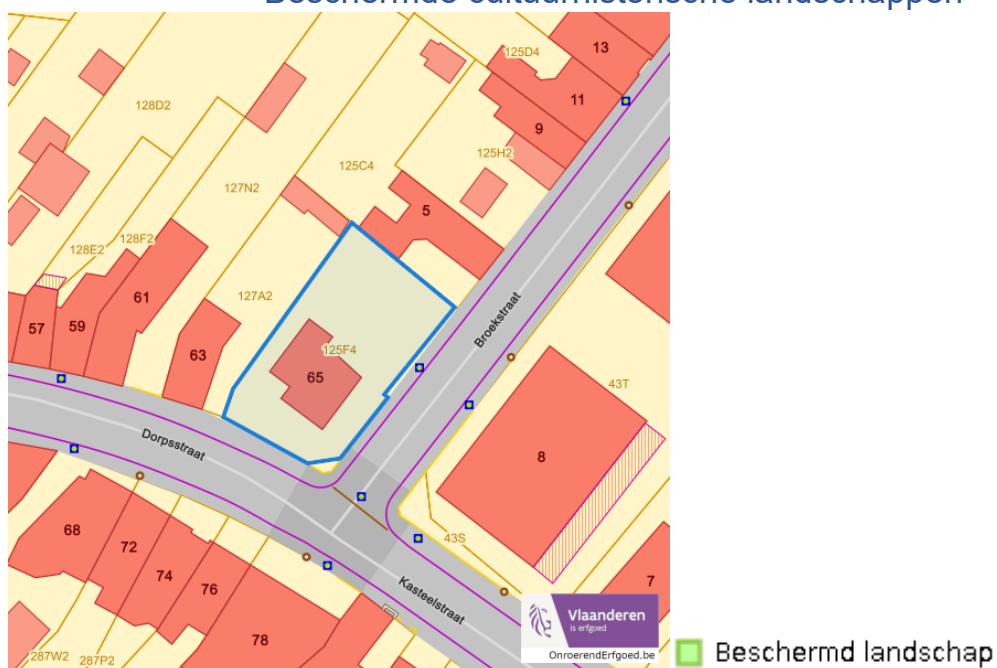 Beschermde cultuurhistorische landschappen
13
125D4
11
128D2
9
125H2
125C4
127N2
5
128F2
128E2
61
127A2
57
59
63
125F4
65
Broekstraat
43T
Dorpsstraat
8
68
72
43S
74
7
76
Kasteelstraat
78
Vlaanderen
is erfgoed
OnroerendErfgoed.be
287W2
287P2
Beschermd landschap